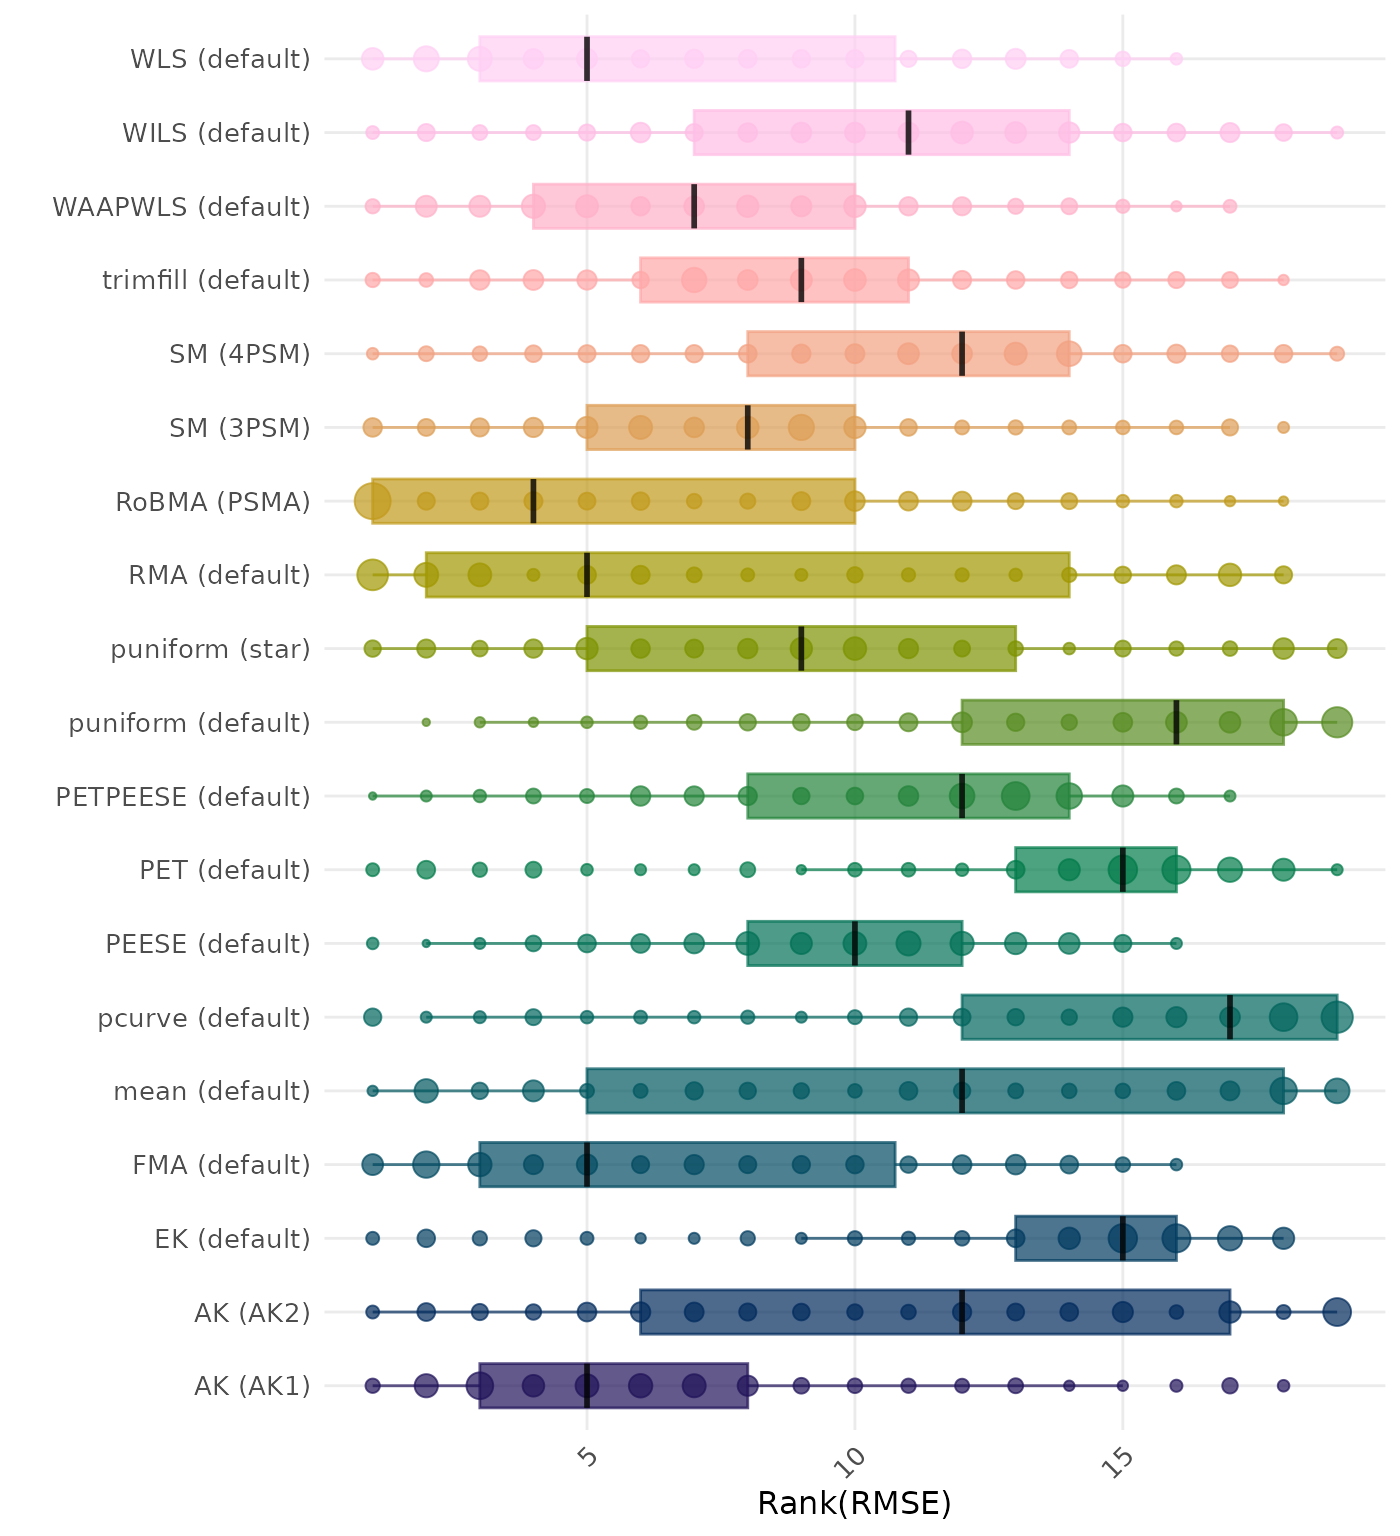 WLS (default)
WILS (default)
WAAPWLS (default)
trimfill (default)
SM (4PSM)
SM (3PSM)
RoBMA (PSMA)
RMA (default)
puniform (star)
puniform (default)
PETPEESE (default)
PET (default)
PEESE (default)
pcurve (default)
mean (default)
FMA (default)
EK (default)
AK (AK2)
AK (AK1)
5 10 15
Rank(RMSE)